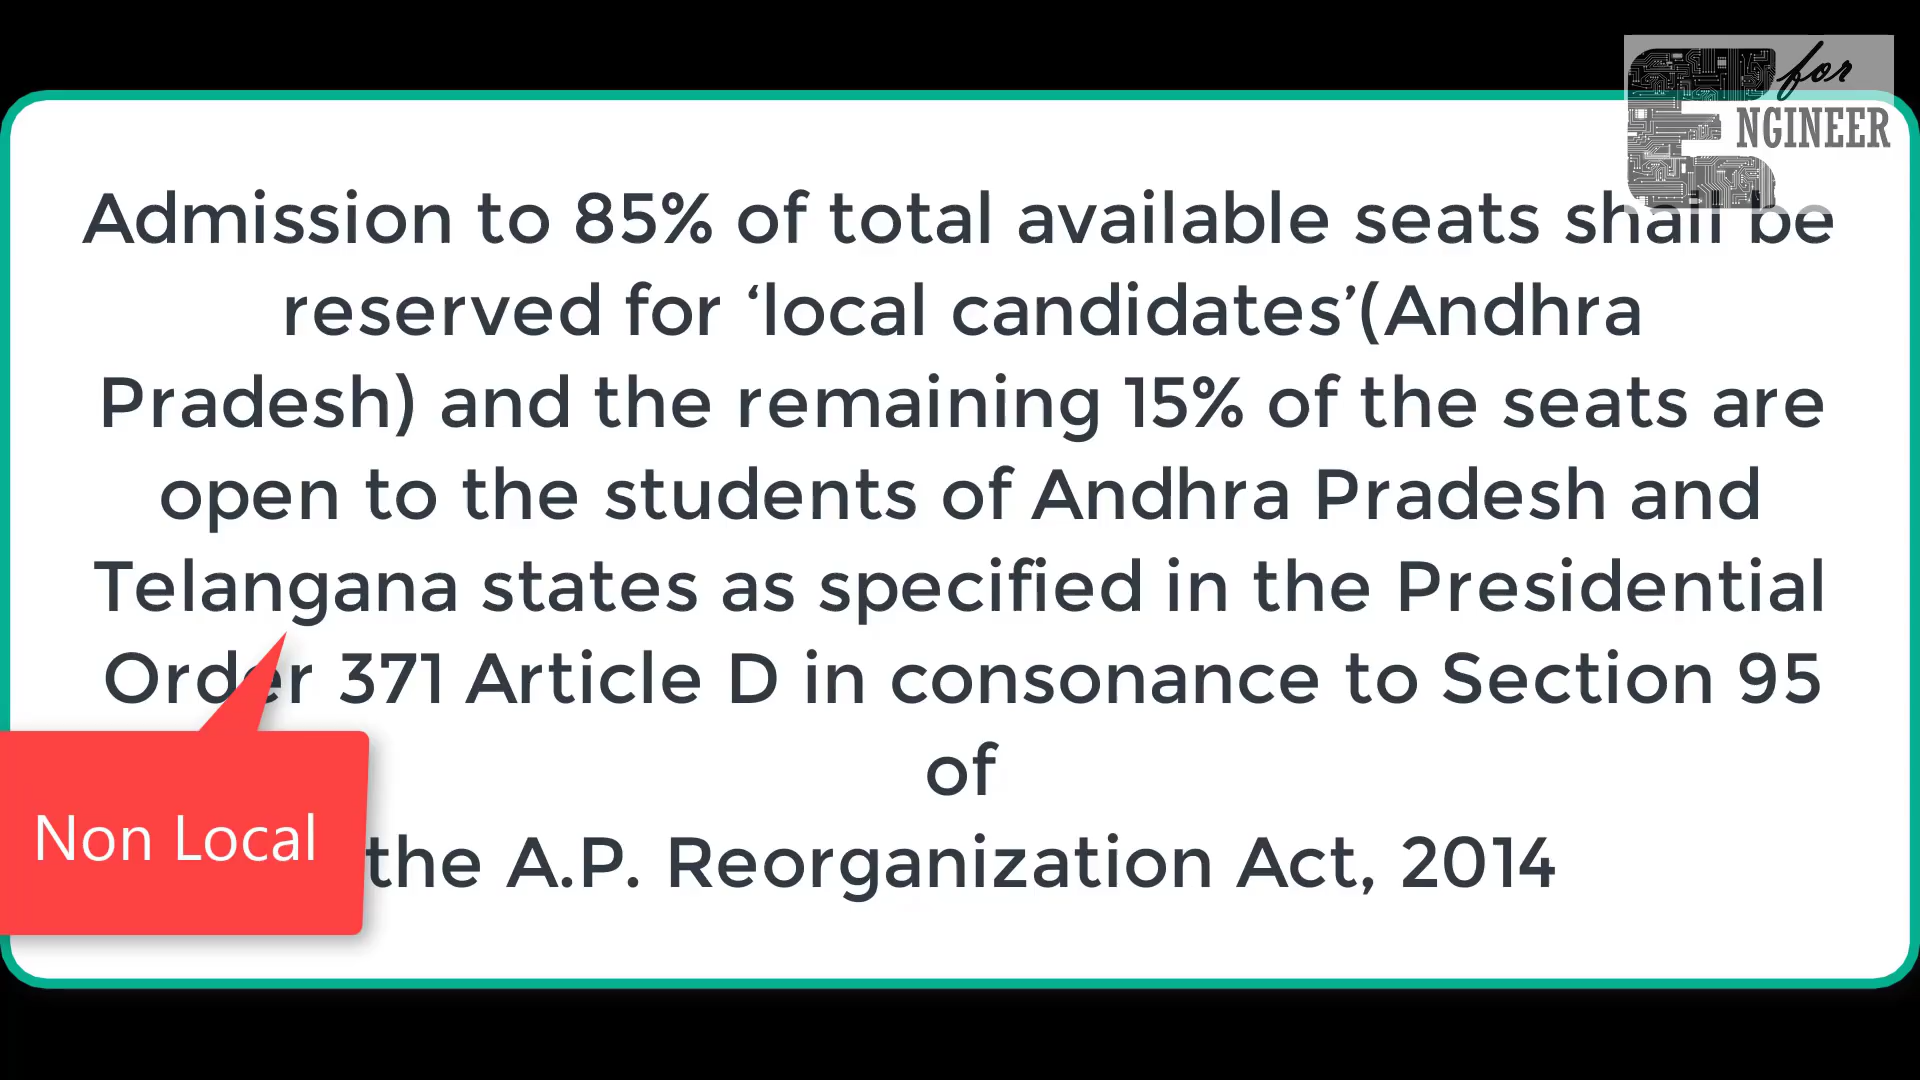 for
ENGINEER
Admission to 85% of total available seats shall be
reserved for ‘local candidates’(Andhra
Pradesh) and the remaining 15% of the seats are
open to the students of Andhra Pradesh and
Telangana states as specified in the Presidential
Order 371 Article D in consonance to Section 95
of
the A.P. Reorganization Act, 2014
Non Local